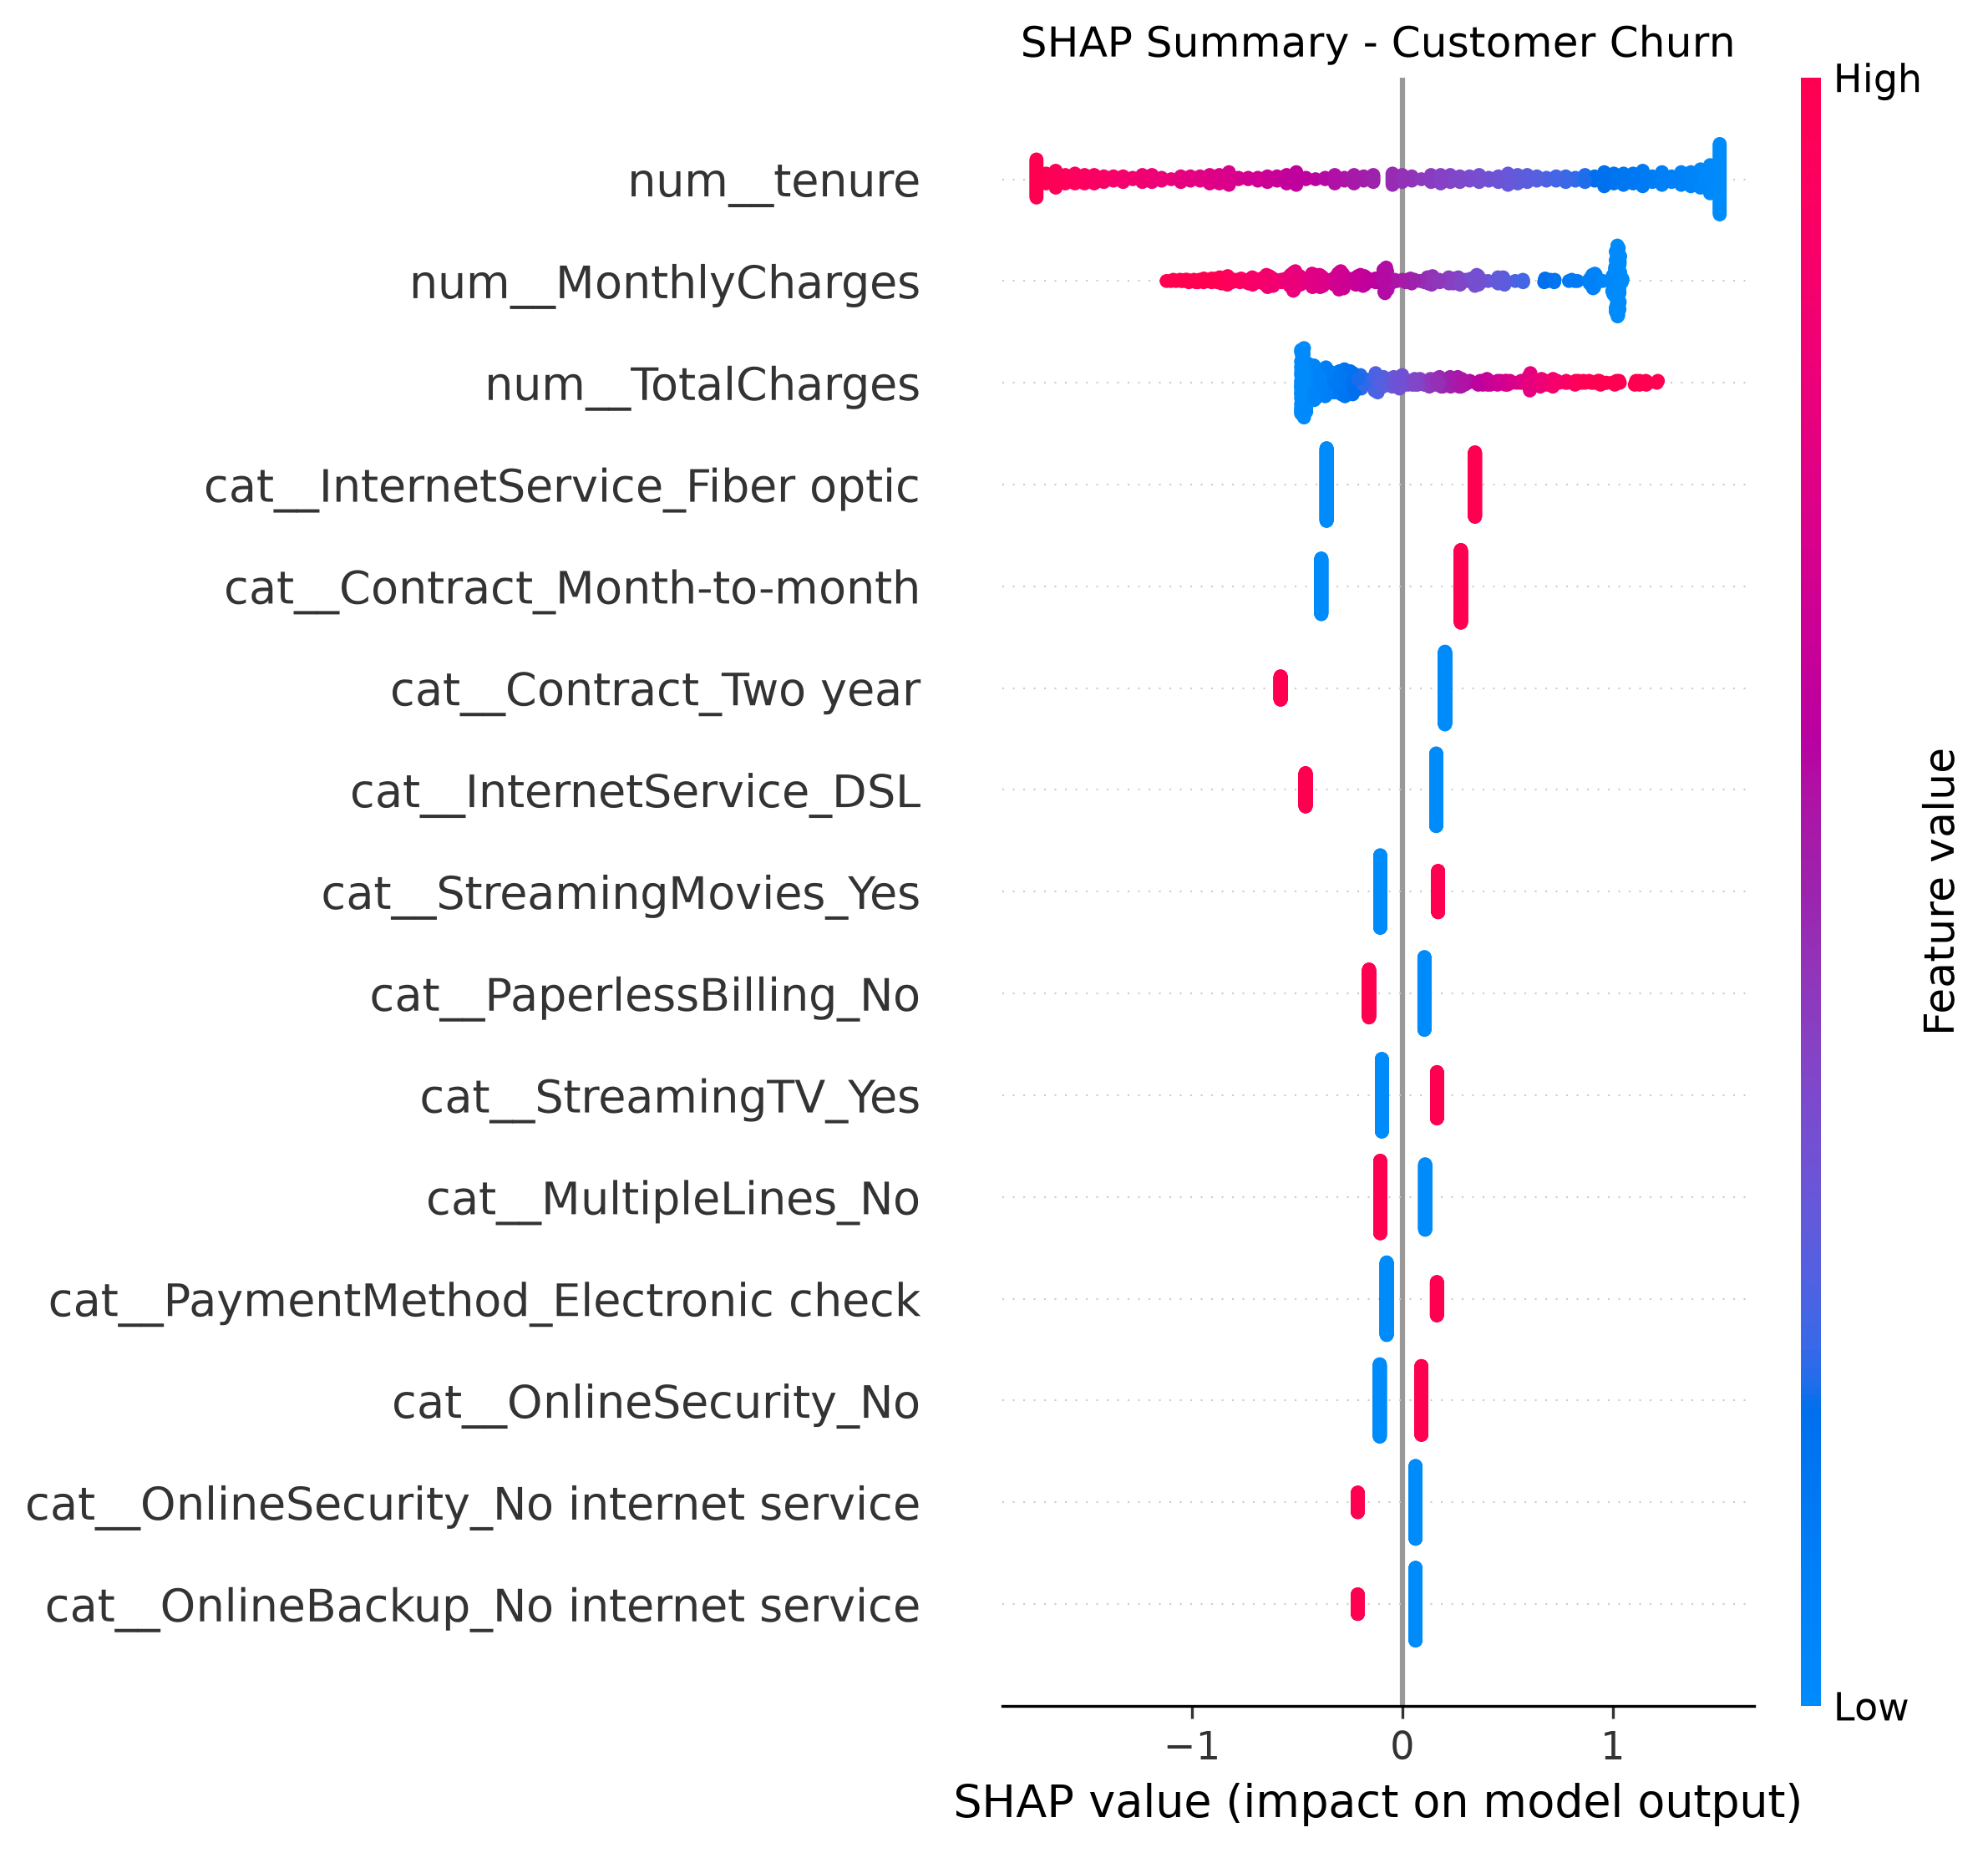 SHAP Summary - Customer Churn
High
num__tenure
num__MonthlyCharges
num__TotalCharges
cat__InternetService_Fiber optic
cat__Contract_Month-to-month
cat__Contract_Two year
cat__InternetService_DSL
cat__StreamingMovies_Yes
cat__PaperlessBilling_No
cat__StreamingTV_Yes
cat__MultipleLines_No
cat__PaymentMethod_Electronic check
cat__OnlineSecurity_No
cat__OnlineSecurity_No internet service
cat__OnlineBackup_No internet service
Feature value
Low
−1 0 1
SHAP value (impact on model output)